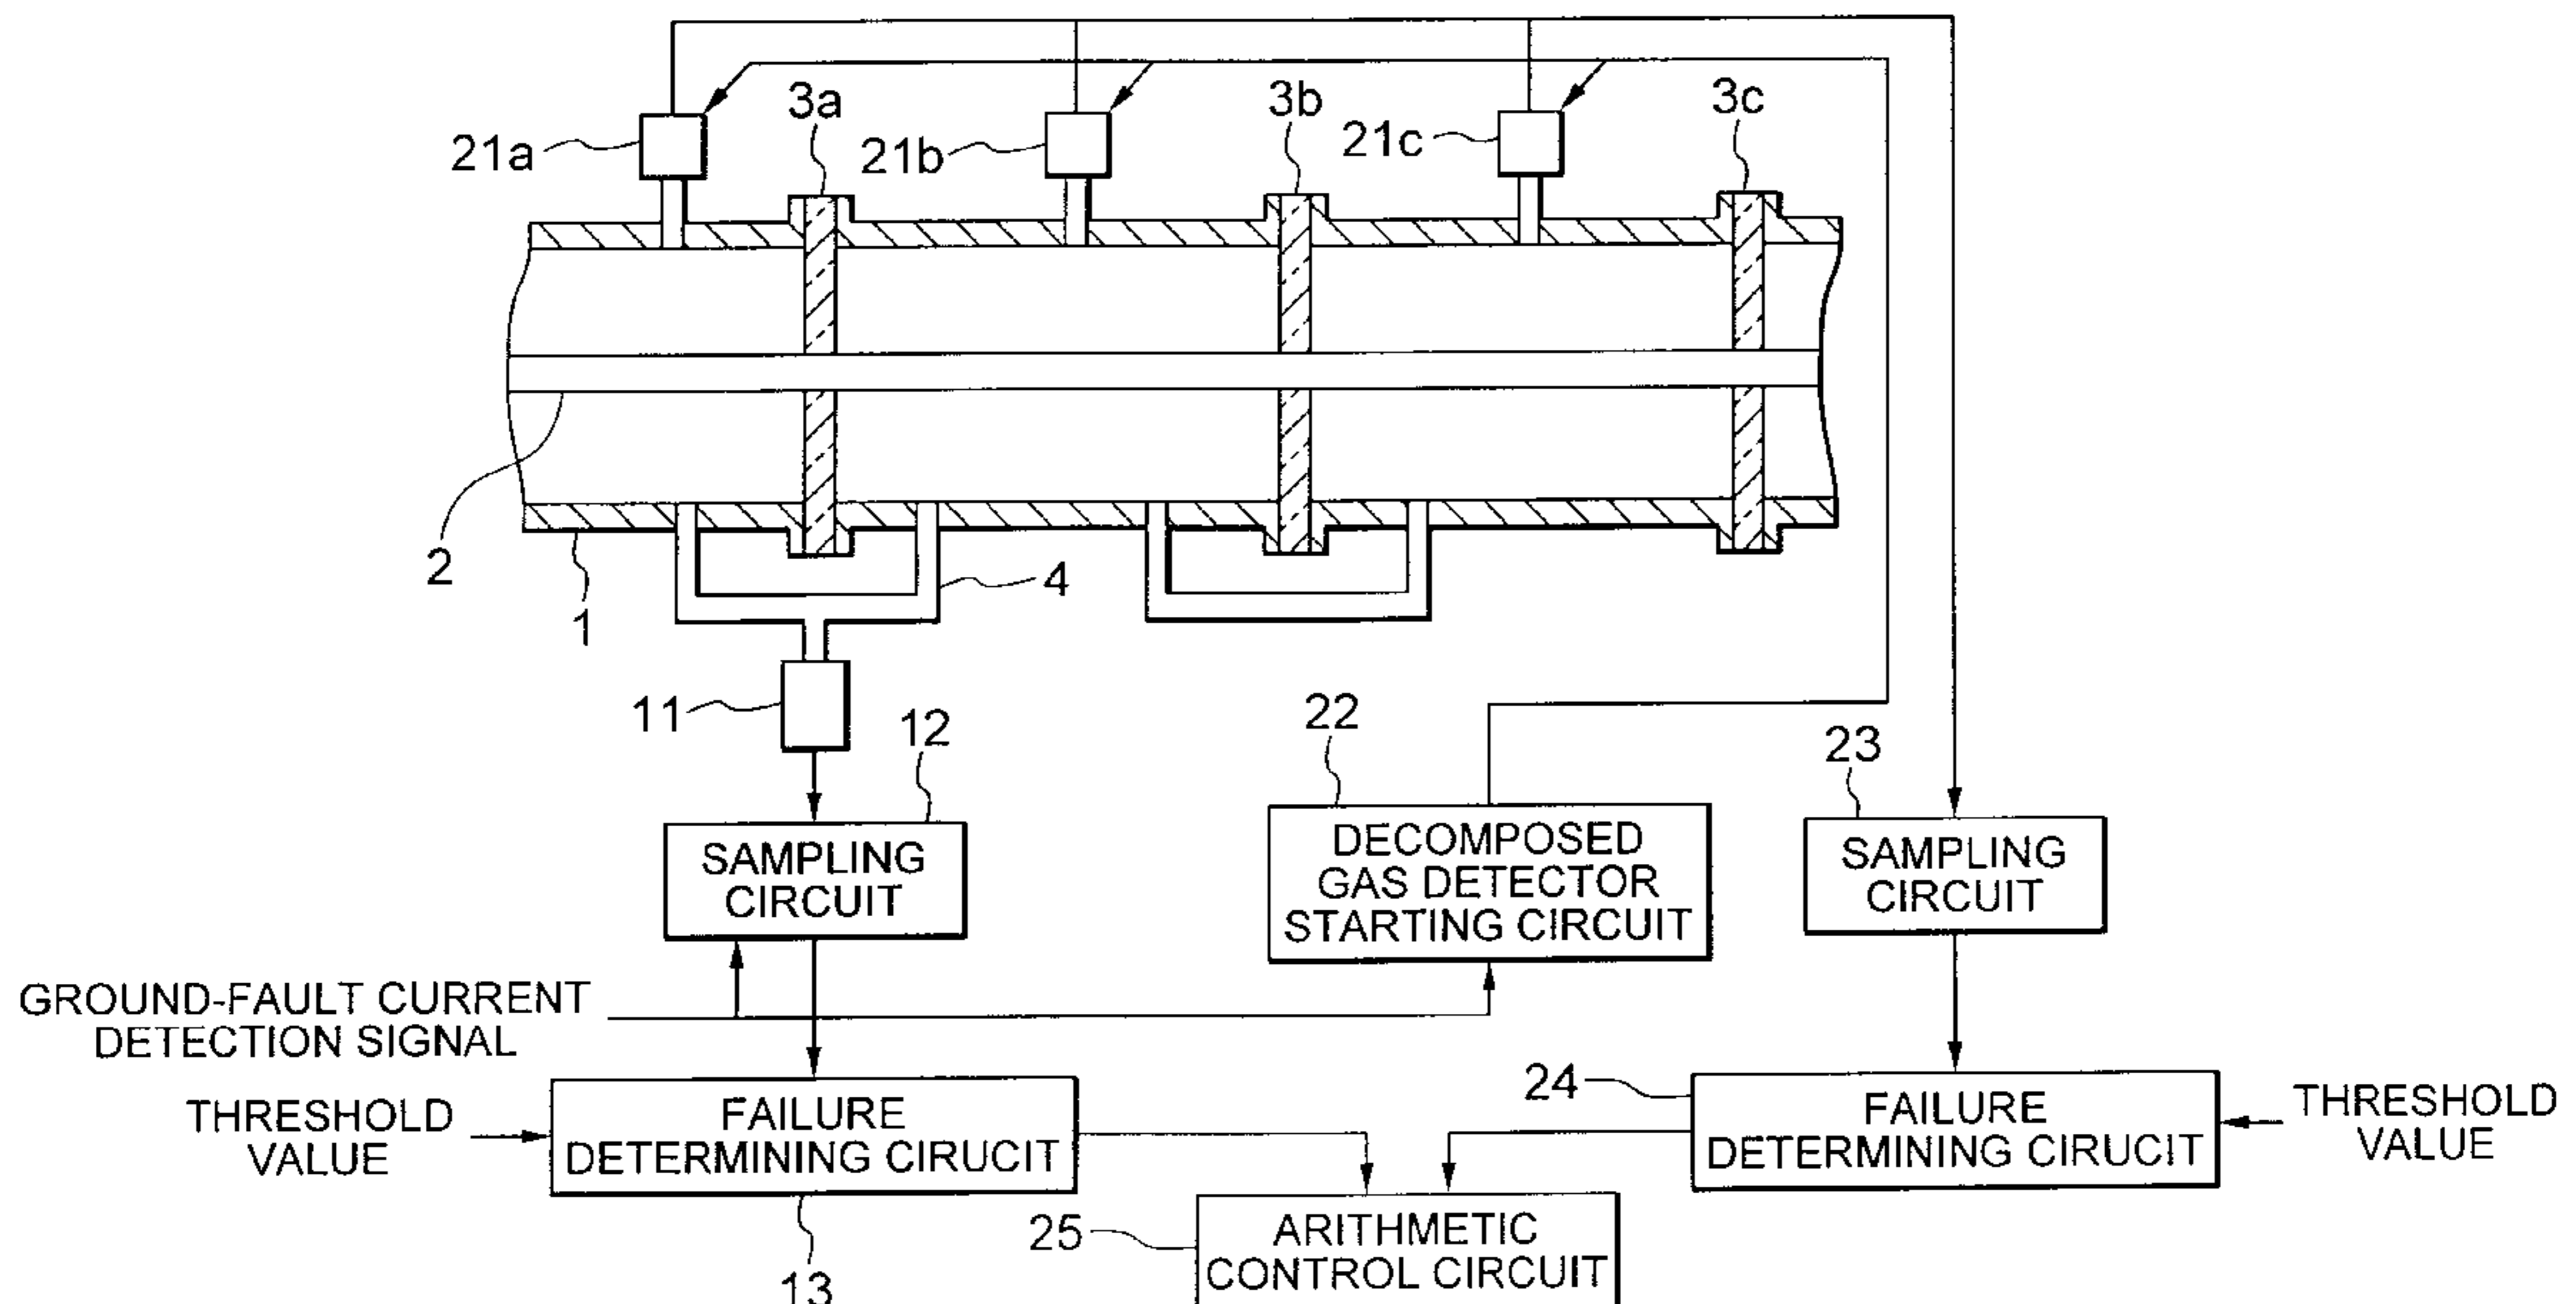 3a
3b
3c
21a
21b
21c
2
1
4
11
12
22
23
SAMPLING
CIRCUIT
DECOMPOSED
GAS DETECTOR
STARTING CIRCUIT
SAMPLING
CIRCUIT
GROUND-FAULT CURRENT
DETECTION SIGNAL
THRESHOLD
VALUE
FAILURE
DETERMINING CIRUCIT
24
FAILURE
DETERMINING CIRUCIT
THRESHOLD
VALUE
13
25
ARITHMETIC
CONTROL CIRCUIT